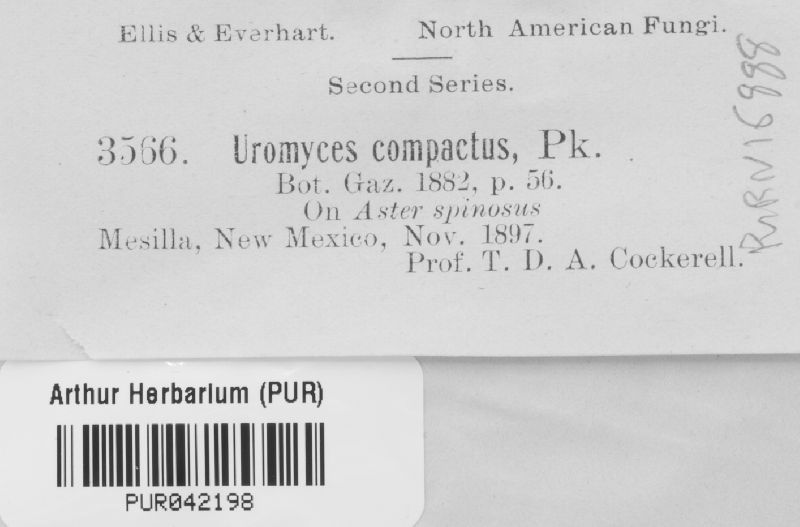 Ellis & Everhart. North American Fungi.
Second Series.
3566. Uromyces compactus, Pk.
Bot. Gaz. 1882, p. 56.
On Aster spinosus
Mesilla, New Mexico, Nov. 1897.
Prof. T. D. A. Cockerell.
PURN16988
Arthur Herbarium (PUR)
PUR042198